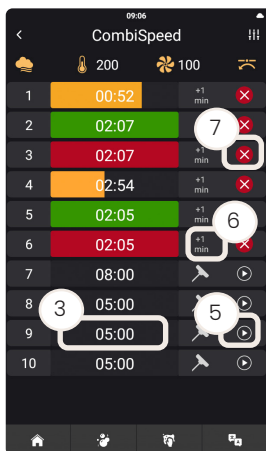 09:06
CombiSpeed
200 100
1 00:52 +1 min
2 02:07
7
3 02:07 +1 min
4 02:54 +1 min
5 02:05 +1 min
6
6 02:05 +1 min
7 08:00
8 05:00
3 5
9 05:00
10 05:00